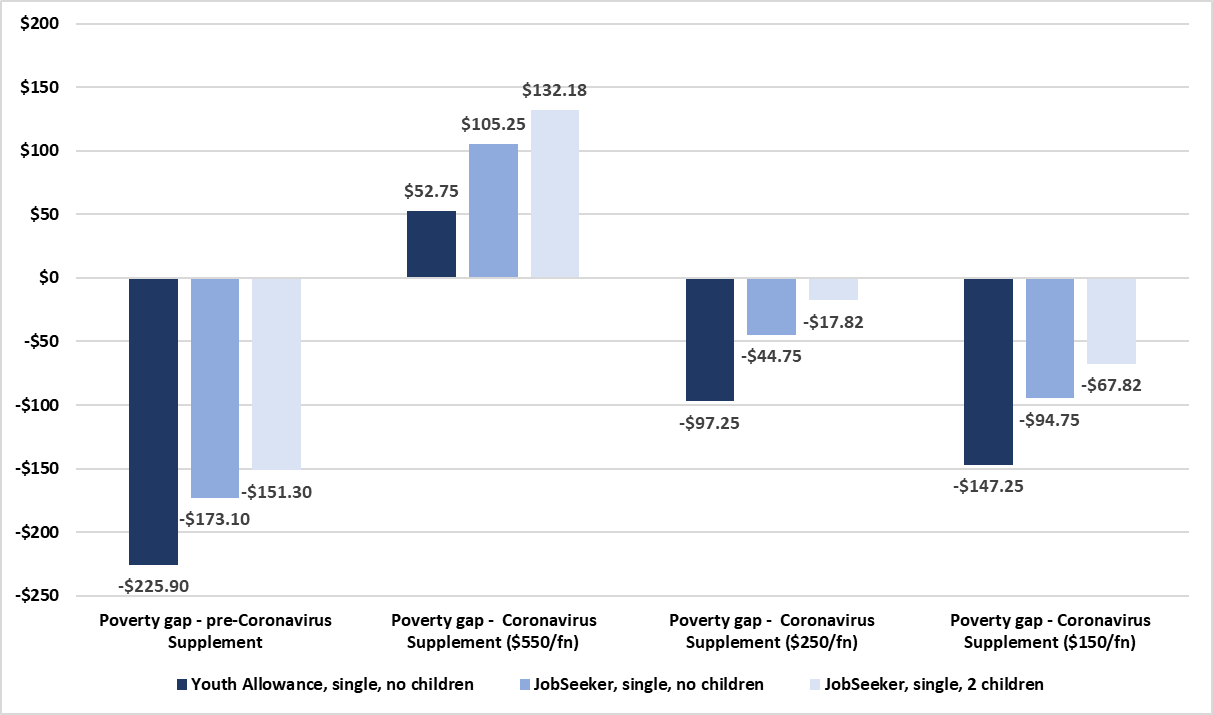 $200
$150
$100
$50
$0
-$50
-$100
-$150
-$200
-$250
-$225.90
-$173.10
-$151.30
$52.75
$105.25
$132.18
-$97.25
-$44.75
-$17.82
-$147.25
-$94.75
-$67.82
Poverty gap - pre-Coronavirus
Supplement
Poverty gap - Coronavirus
Supplement ($550/fn)
Poverty gap - Coronavirus
Supplement ($250/fn)
Poverty gap - Coronavirus
Supplement ($150/fn)
Youth Allowance, single, no children
JobSeeker, single, no children
JobSeeker, single, 2 children